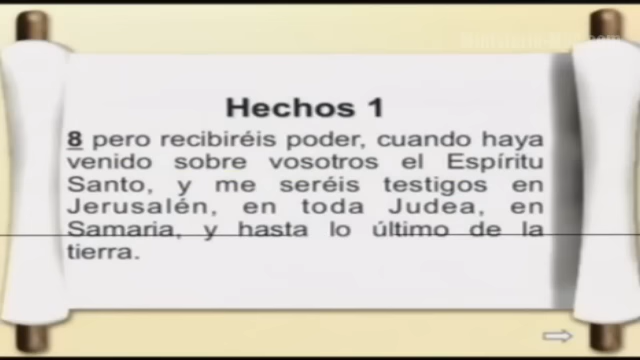 Hechos 1
8 pero recibiréis poder, cuando haya
venido sobre vosotros el Espíritu
Santo, y me seréis testigos en
Jerusalén, en toda Judea, en
Samaria, y hasta lo último de la
tierra.